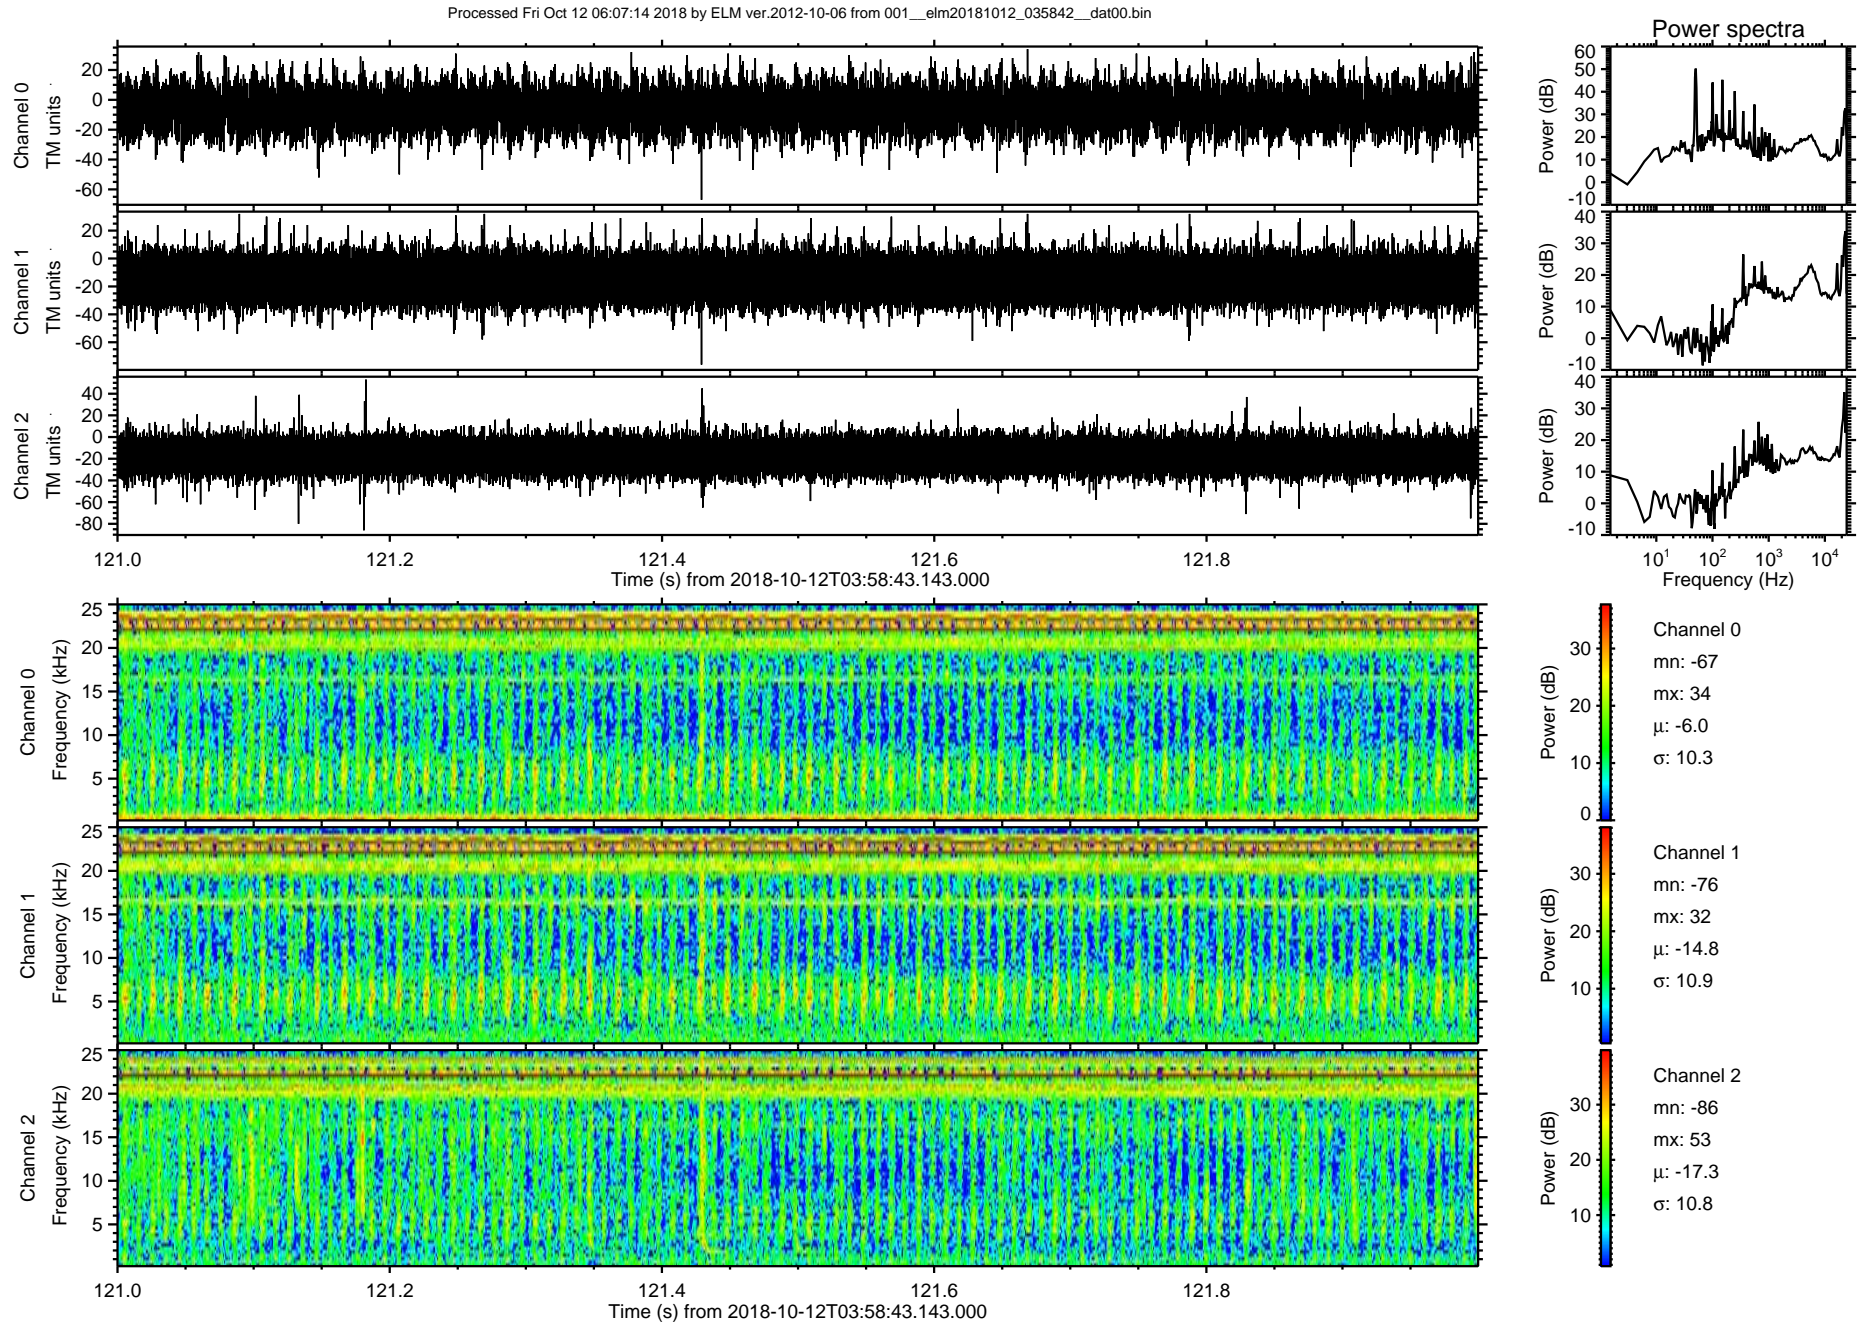 Processed Fri Oct 12 06:07:14 2018 by ELM ver.2012-10-06 from 001__elm20181012_035842__dat00.bin
Power spectra
Channel 0
TM units
20
0
-20
-40
-60
Power (dB)
60
50
40
30
20
10
0
-10
Channel 1
TM units
20
0
-20
-40
-60
Power (dB)
40
30
20
10
0
-10
Channel 2
TM units
40
20
0
-20
-40
-60
-80
Power (dB)
40
30
20
10
0
-10
121.0 121.2 121.4 121.6 121.8
Time (s) from 2018-10-12T03:58:43.143.000
10¹ 10² 10³ 10⁴
Frequency (Hz)
Channel 0
Frequency (kHz)
25
20
15
10
5
Power (dB)
30
20
10
0
Channel 0
mn: -67
mx: 34
μ: -6.0
σ: 10.3
Channel 1
Frequency (kHz)
25
20
15
10
5
Power (dB)
30
20
10
Channel 1
mn: -76
mx: 32
μ: -14.8
σ: 10.9
Channel 2
Frequency (kHz)
25
20
15
10
5
Power (dB)
30
20
10
Channel 2
mn: -86
mx: 53
μ: -17.3
σ: 10.8
121.0 121.2 121.4 121.6 121.8
Time (s) from 2018-10-12T03:58:43.143.000